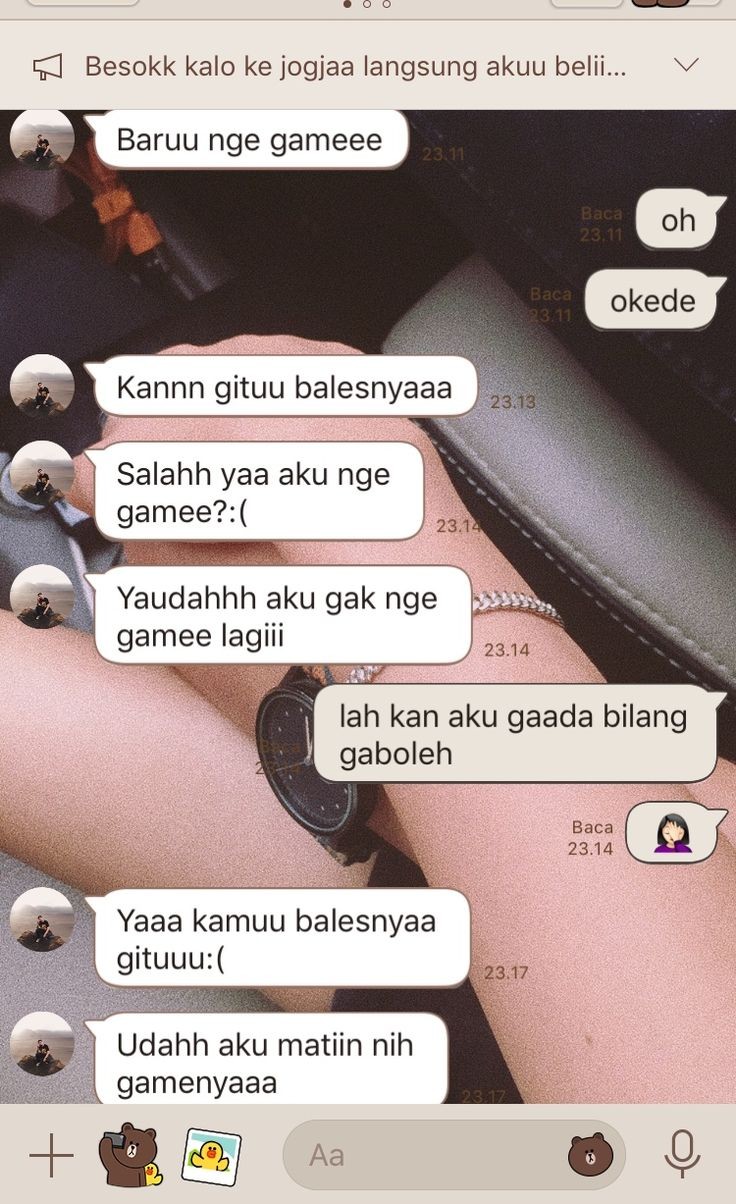 Besokk kalo ke jogjaa langsung akuu belii...
Baruu nge gameee
23.11
Baca
23.11
oh
Baca
23.11
okede
Kannn gituu balesnyaaa
23.13
Salahh yaa aku nge
gamee?:(
23.14
Yaudahhh aku gak nge
gamee lagiii
23.14
lah kan aku gaada bilang
gaboleh
Baca
Baca
23.14
Yaaa kamuu balesnyaa
gituuu:(
23.17
Udahh aku matiin nih
gamenyaaa
23.17
Aa